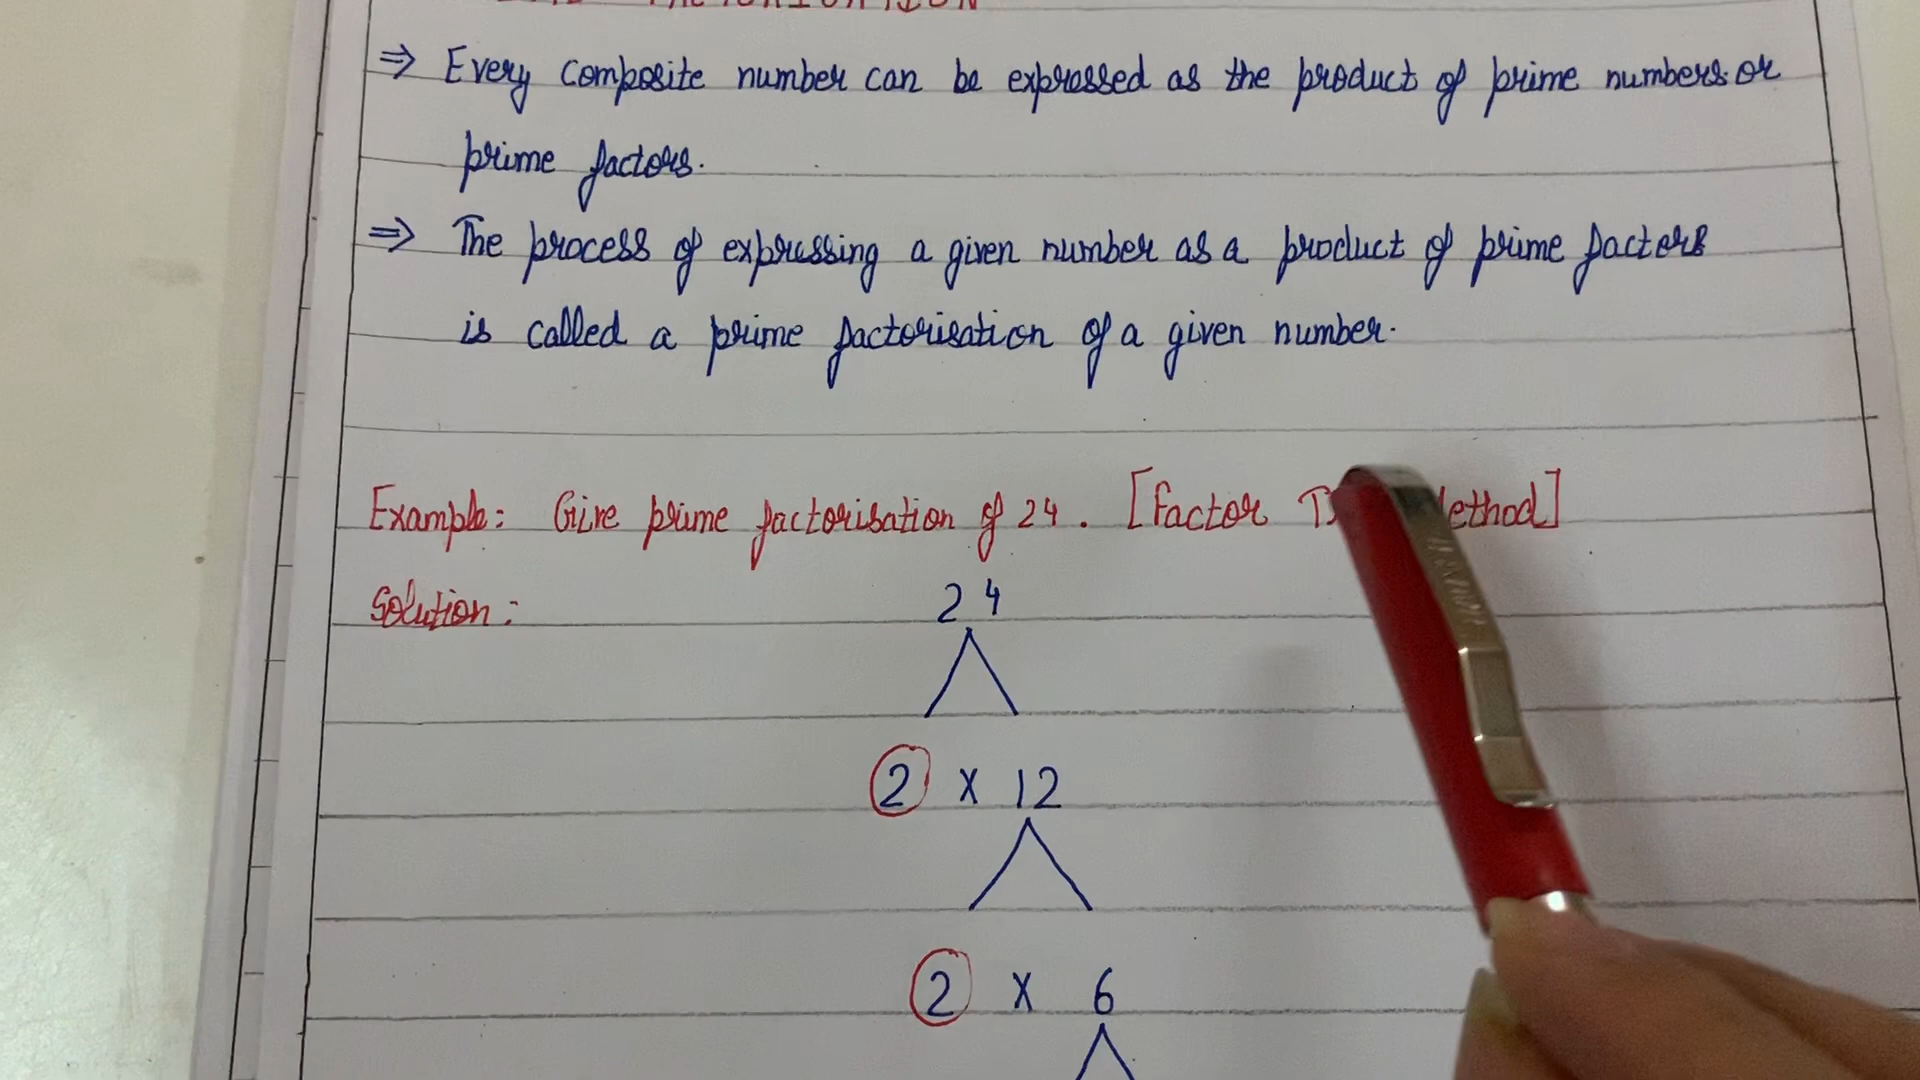 FACTORISATION
⇒ Every composite number can be expressed as the product of prime numbers or
prime factors.
⇒ The process of expressing a given number as a product of prime factors
is called a prime factorisation of a given number.
Example: Give prime factorisation of 24. [Factor T ethod]
Solution:
24
2 X 12
2 X 6